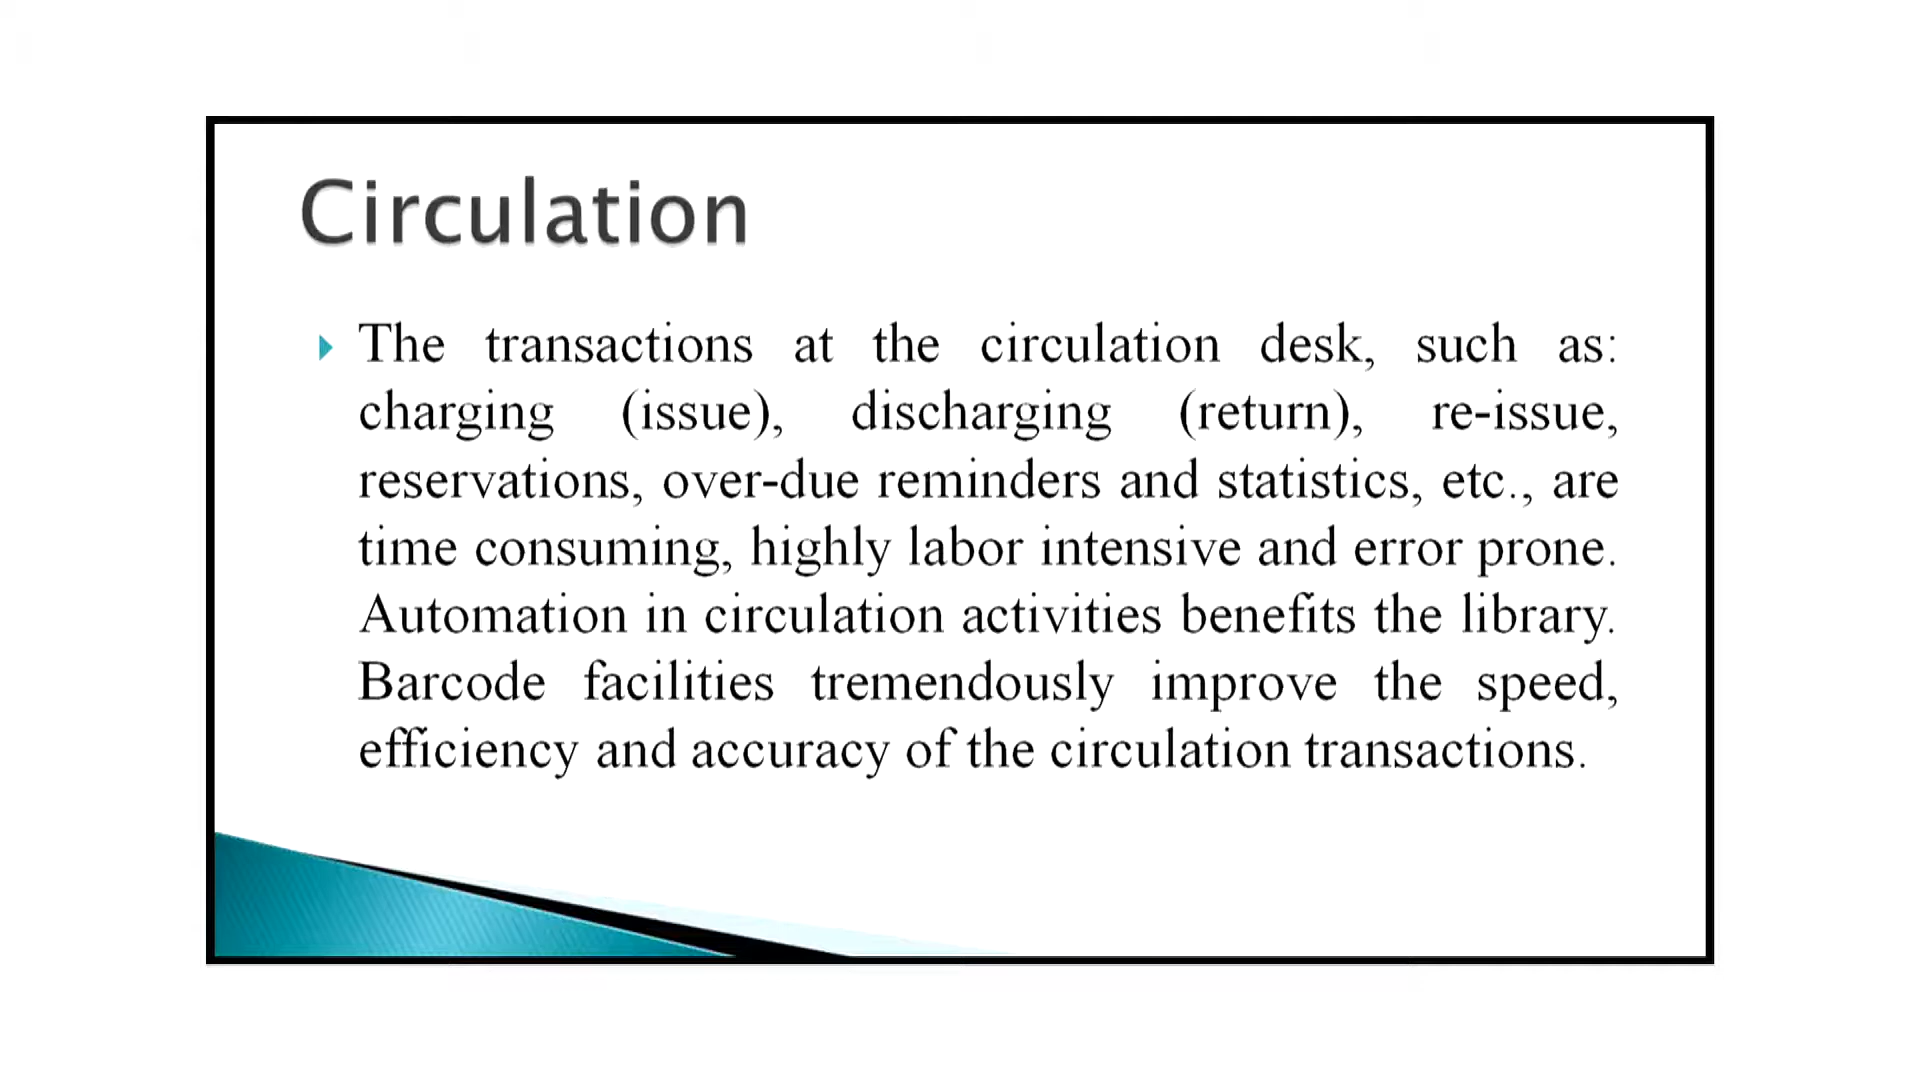 Circulation
The transactions at the circulation desk, such as:
charging (issue), discharging (return), re-issue,
reservations, over-due reminders and statistics, etc., are
time consuming, highly labor intensive and error prone.
Automation in circulation activities benefits the library.
Barcode facilities tremendously improve the speed,
efficiency and accuracy of the circulation transactions.